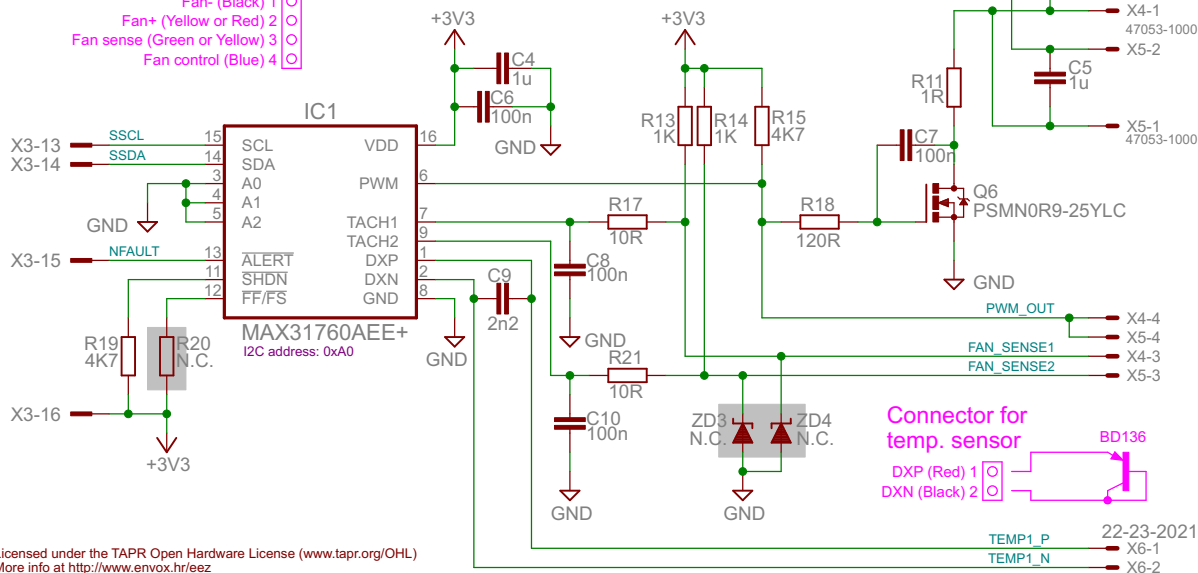 Fan- (Black) 1
Fan+ (Yellow or Red) 2
Fan sense (Green or Yellow) 3
Fan control (Blue) 4
+3V3
C4
1u
C6
100n
GND
IC1
X3-13
SSCL
15
SCL
X3-14
SSDA
14
SDA
3
A0
4
A1
5
A2
GND
X3-15
NFAULT
13
ALERT
11
SHDN
12
FF/FS
VDD
16
PWM
6
TACH1
7
TACH2
9
DXP
1
DXN
2
GND
8
MAX31760AEE+
I2C address: 0xA0
R19
4K7
R20
N.C.
X3-16
+3V3
GND
C9
2n2
+3V3
R13
1K
R14
1K
R15
4K7
R17
10R
C8
100n
GND
R21
10R
C10
100n
GND
R18
120R
C7
100n
R11
1R
Q6
PSMN0R9-25YLC
GND
X4-1
47053-1000
X5-2
C5
1u
X5-1
47053-1000
PWM_OUT
X4-4
X5-4
FAN_SENSE1
X4-3
FAN_SENSE2
X5-3
ZD3
N.C.
ZD4
N.C.
GND
Connector for
temp. sensor
BD136
DXP (Red) 1
DXN (Black) 2
22-23-2021
TEMP1_P
X6-1
TEMP1_N
X6-2
icensed under the TAPR Open Hardware License (www.tapr.org/OHL)
More info at http://www.envox.hr/eez